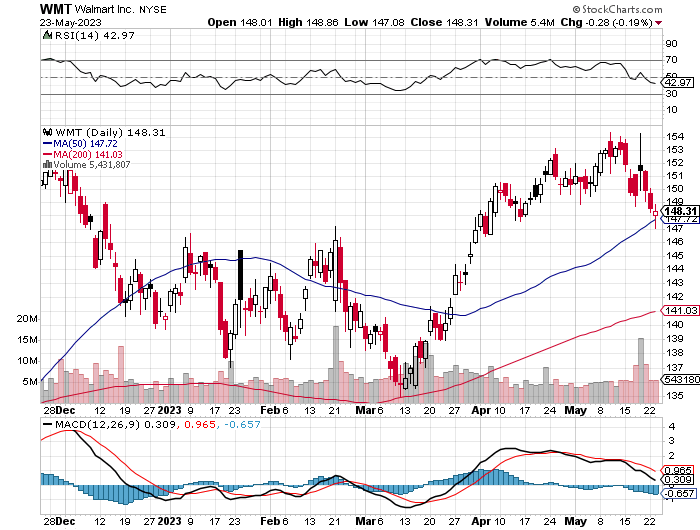 WMT Walmart Inc. NYSE
© StockCharts.com
23-May-2023
Open 148.01 High 148.86 Low 147.08 Close 148.31 Volume 5.4M Chg -0.28 (-0.19%)
RSI(14) 42.97
90
70
50
42.97
30
10
WMT (Daily) 148.31
MA(50) 147.72
MA(200) 141.03
Volume 5,431,807
154
153
152
151
150
149
148.31
147.72
147
146
145
144
143
142
141.03
140
139
138
137
136
135
20M
15M
10M
5M
543180
28 Dec 12 19 27 2023 9 17 23 Feb 6 13 21 Mar 6 13 20 27 Apr 10 17 24 May 8 15 22
MACD(12,26,9) 0.309, 0.965, -0.657
4
3
2
0.965
0.309
-0.657
28 Dec 12 19 27 2023 9 17 23 Feb 6 13 21 Mar 6 13 20 27 Apr 10 17 24 May 8 15 22